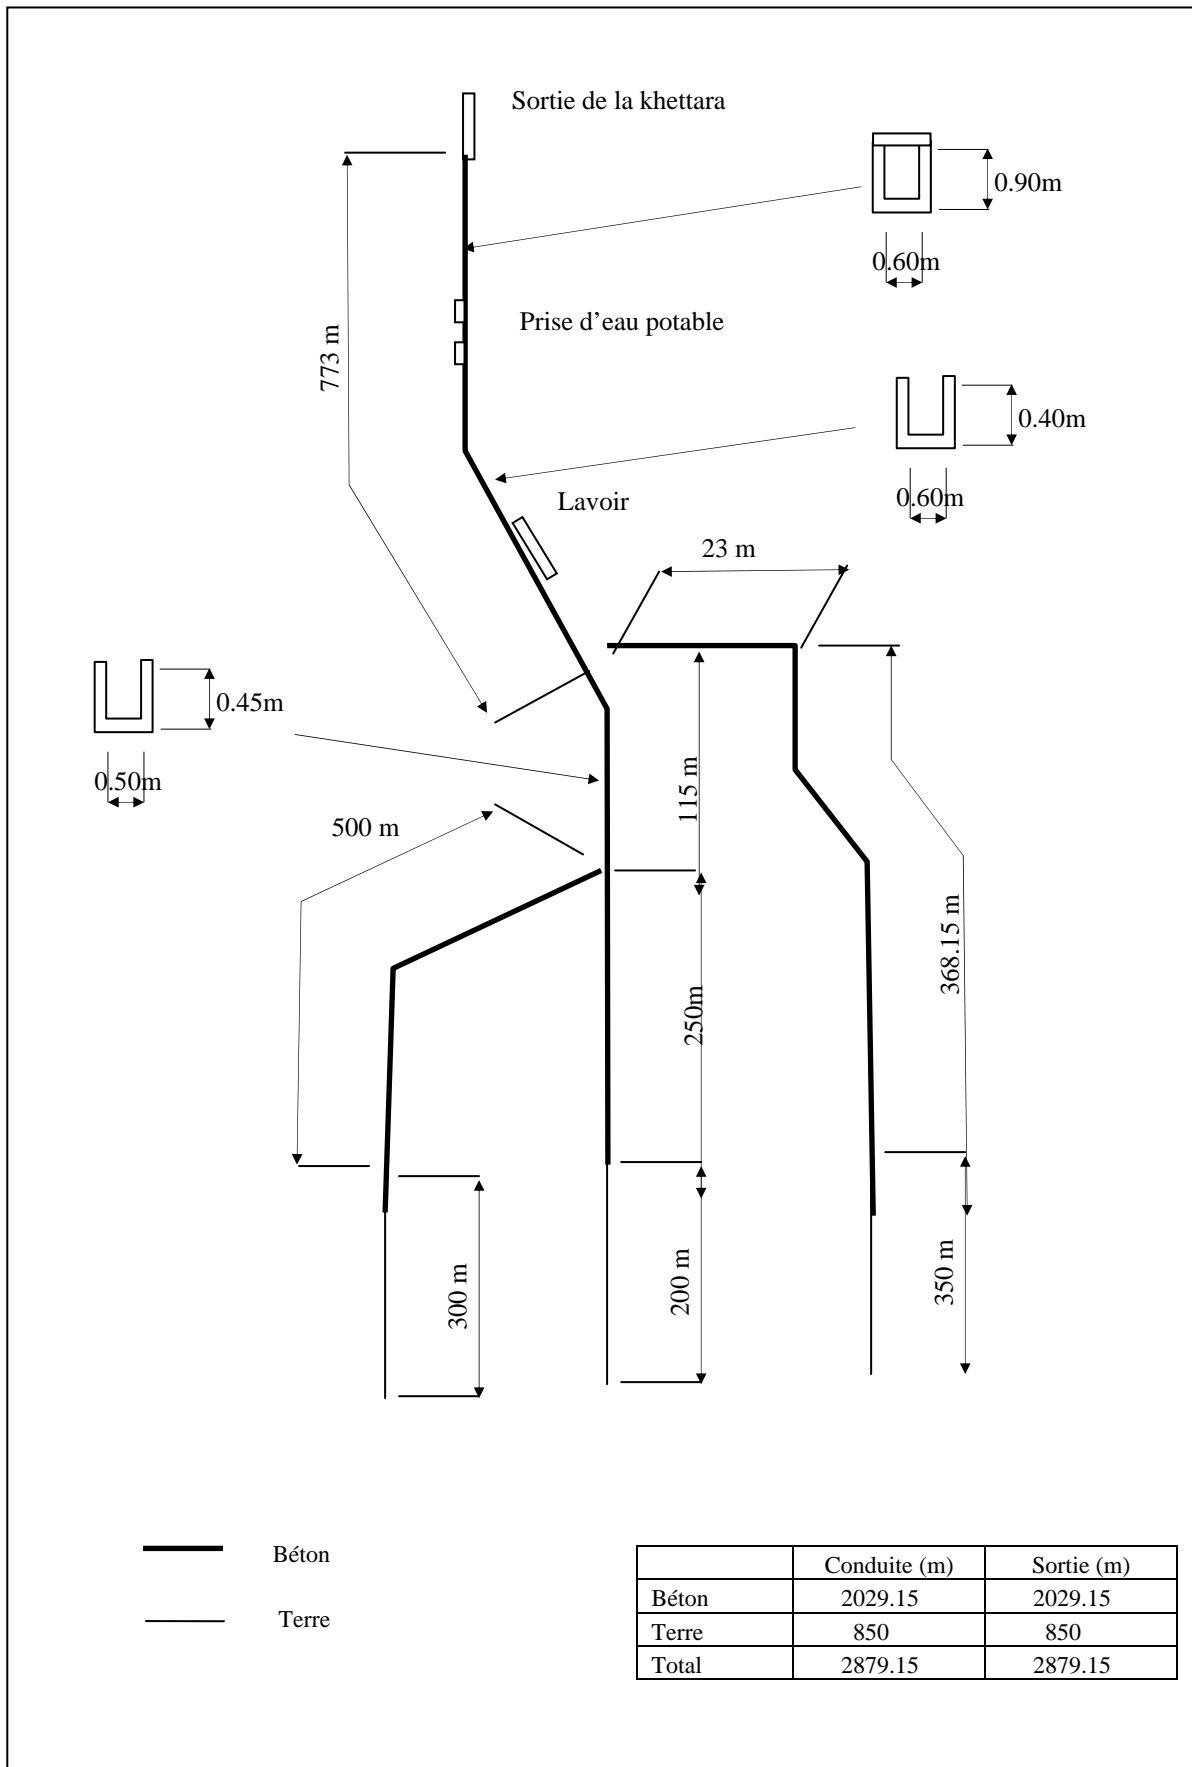 Sortie de la khettara
0.90m
0.60m
Prise d'eau potable
773 m
0.40m
0.60m
Lavoir
23 m
0.45m
0.50m
115 m
500 m
368.15 m
250m
300 m
200 m
350 m
Béton
Terre
Conduite (m) Sortie (m)
Béton 2029.15 2029.15
Terre 850 850
Total 2879.15 2879.15